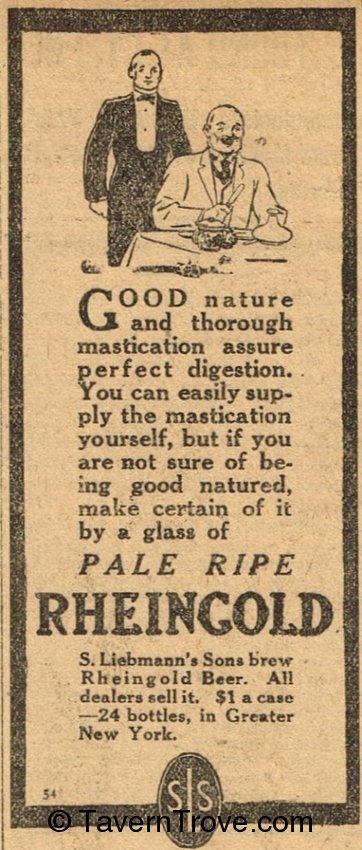 GOOD nature
and thorough
mastication assure
perfect digestion.
You can easily sup-
ply the mastication
yourself, but if you
are not sure of be-
ing good natured,
make certain of it
by a glass of
PALE RIPE
RHEINGOLD
S. Liebmann's Sons brew
Rheingold Beer. All
dealers sell it. $1 a case
—24 bottles, in Greater
New York.
54
SLS
© TavernTrove.com/